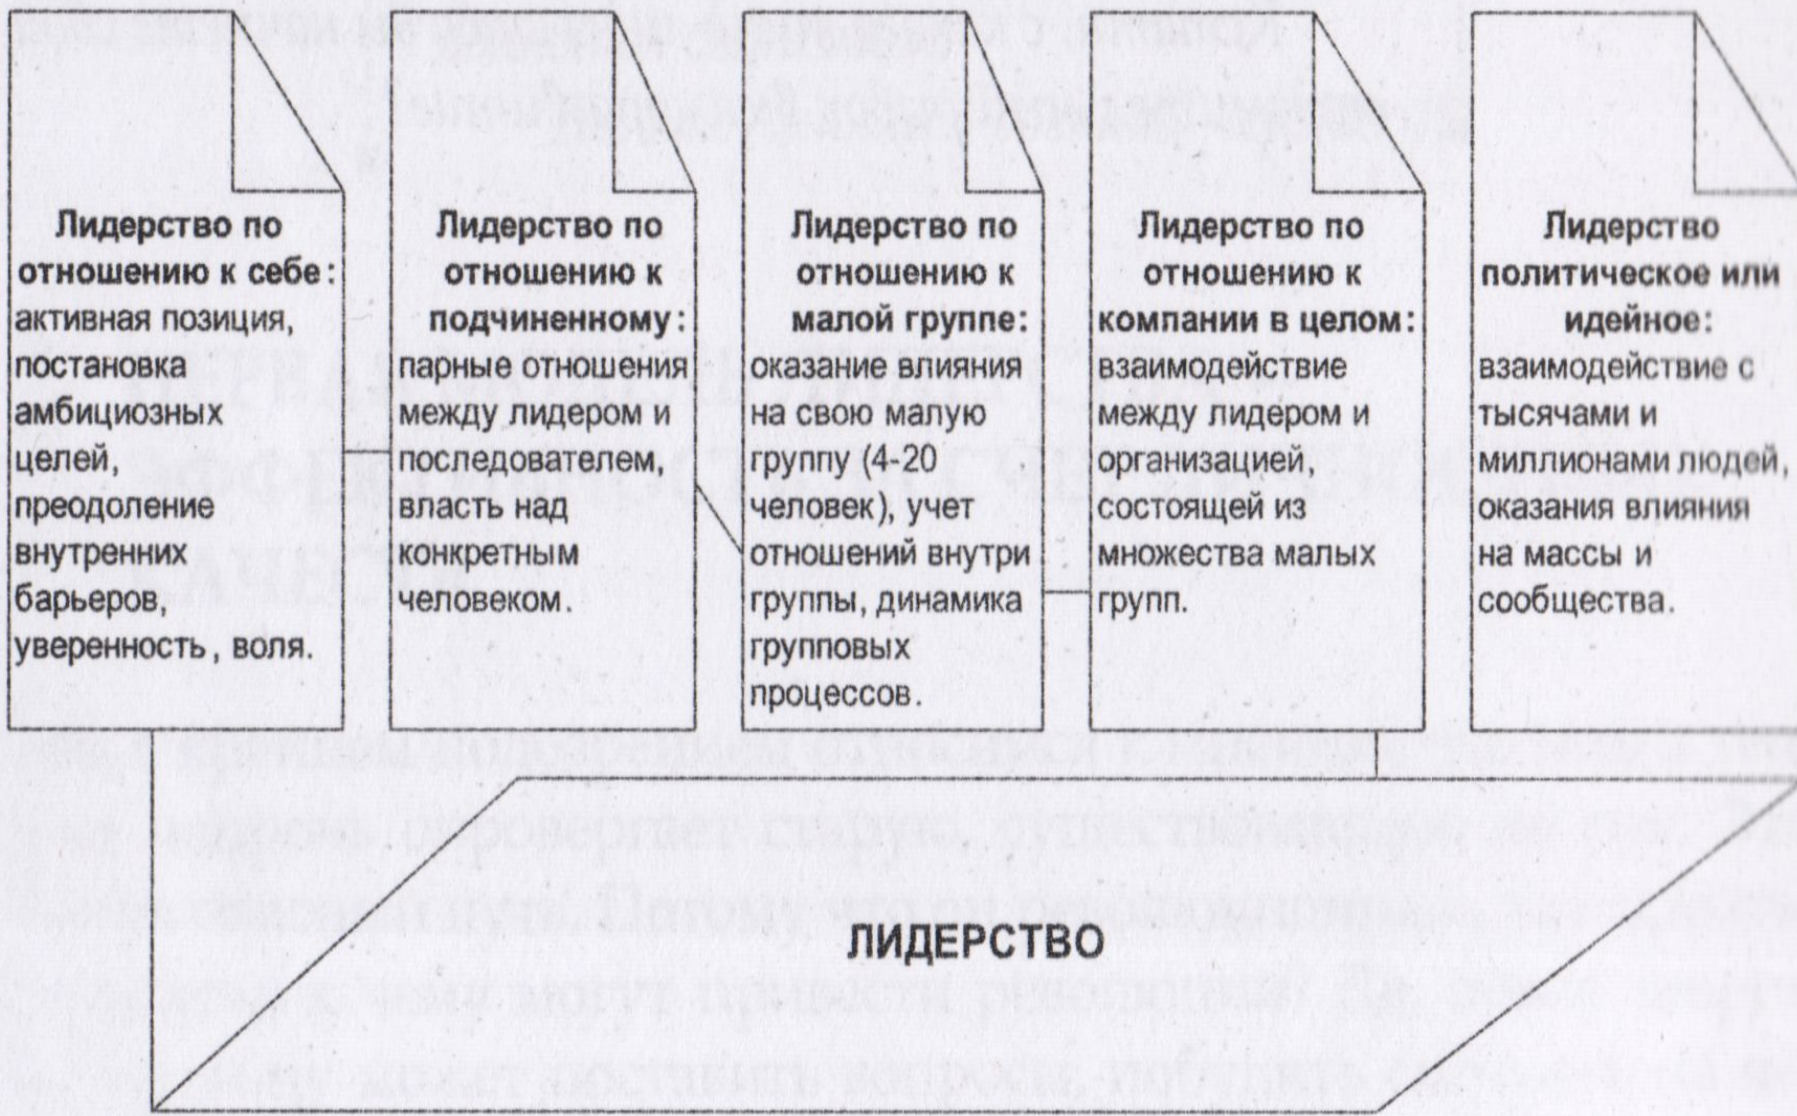 Лидерство по
отношению к себе:
активная позиция,
постановка
амбициозных
целей,
преодоление
внутренних
барьеров,
уверенность, воля.
Лидерство по
отношению к
подчиненному:
парные отношения
между лидером и
последователем,
власть над
конкретным
человеком.
Лидерство по
отношению к
малой группе:
оказание влияния
на свою малую
группу (4-20
человек), учет
отношений внутри
группы, динамика
групповых
процессов.
Лидерство по
отношению к
компании в целом:
взаимодействие
между лидером и
организацией,
состоящей из
множества малых
групп.
Лидерство
политическое или
идейное:
взаимодействие с
тысячами и
миллионами людей,
оказания влияния
на массы и
сообщества.
ЛИДЕРСТВО